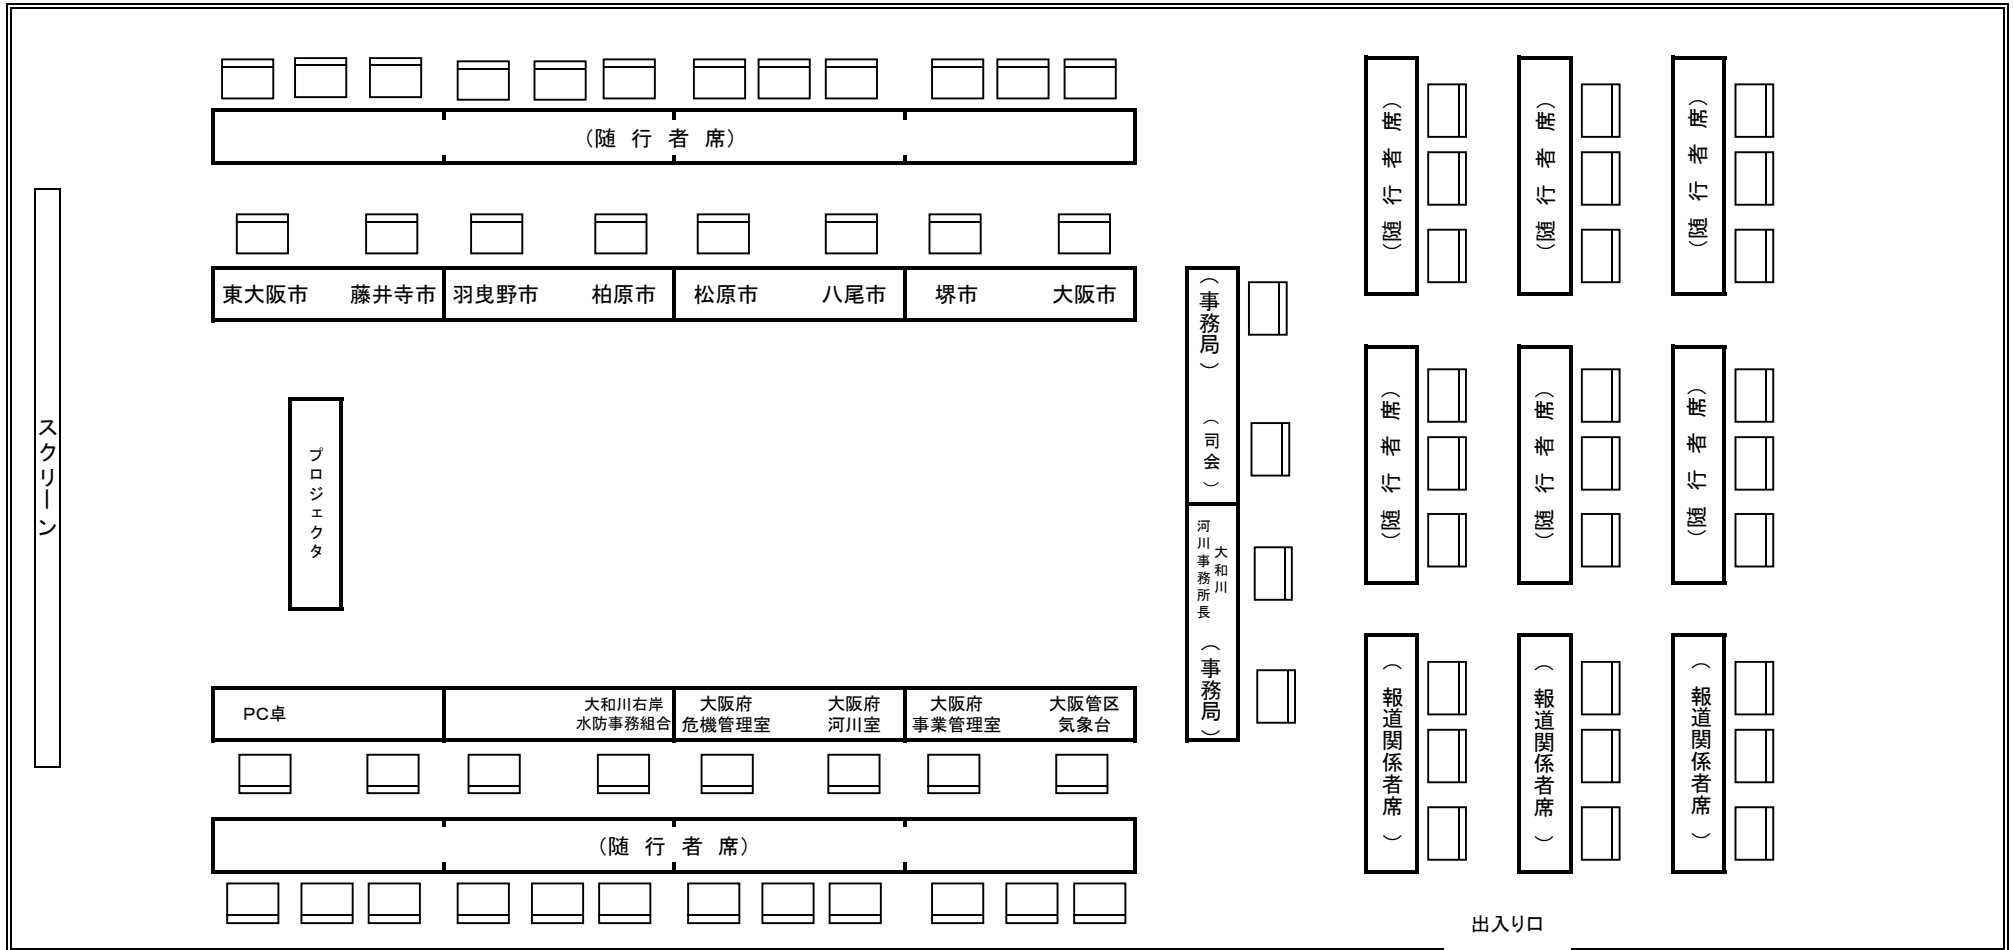 （随　行　者　席）
東大阪市
藤井寺市
羽曳野市
柏原市
松原市
八尾市
堺市
大阪市
スクリーン
プロジェクタ
（事務局）
（司会）
大和川
河川事務所長
（事務局）
PC卓
大和川右岸
水防事務組合
大阪府
危機管理室
大阪府
河川室
大阪府
事業管理室
大阪管区
気象台
（随　行　者　席）
（随　行　者　席）
（随　行　者　席）
（随　行　者　席）
（随　行　者　席）
（随　行　者　席）
（随　行　者　席）
（報道関係者席）
（報道関係者席）
（報道関係者席）
出入り口